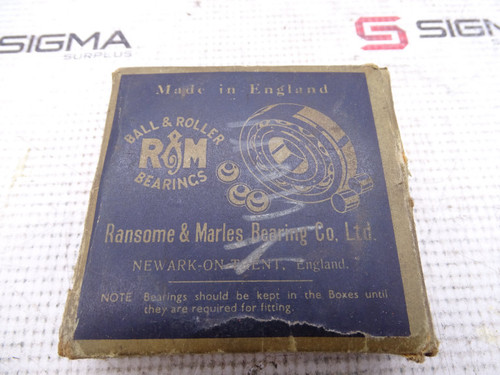 SIGMA
SURPLUS
SIGMA
SURPLUS
Made in England
BALL & ROLLER
R&M
BEARINGS
Ransome & Marles Bearing Co. Ltd.
NEWARK-ON-TRENT, England.
NOTE Bearings should be kept in the Boxes until
they are required for fitting.